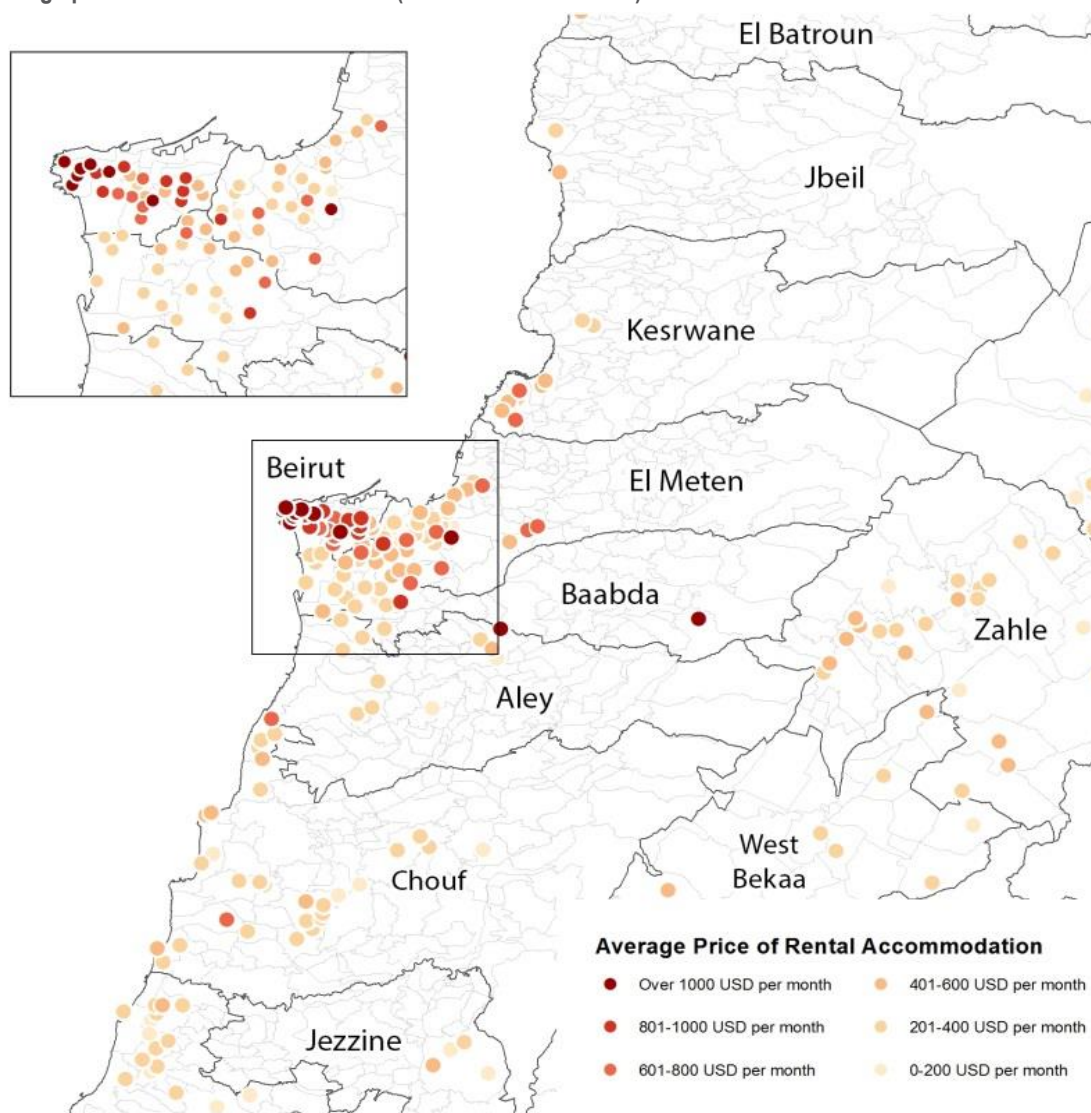 El Batroun
Jbeil
Kesrwane
El Meten
Beirut
Baabda
Zahle
Aley
West
Bekaa
Chouf
Jezzine
Average Price of Rental Accommodation
Over 1000 USD per month
801-1000 USD per month
601-800 USD per month
401-600 USD per month
201-400 USD per month
0-200 USD per month